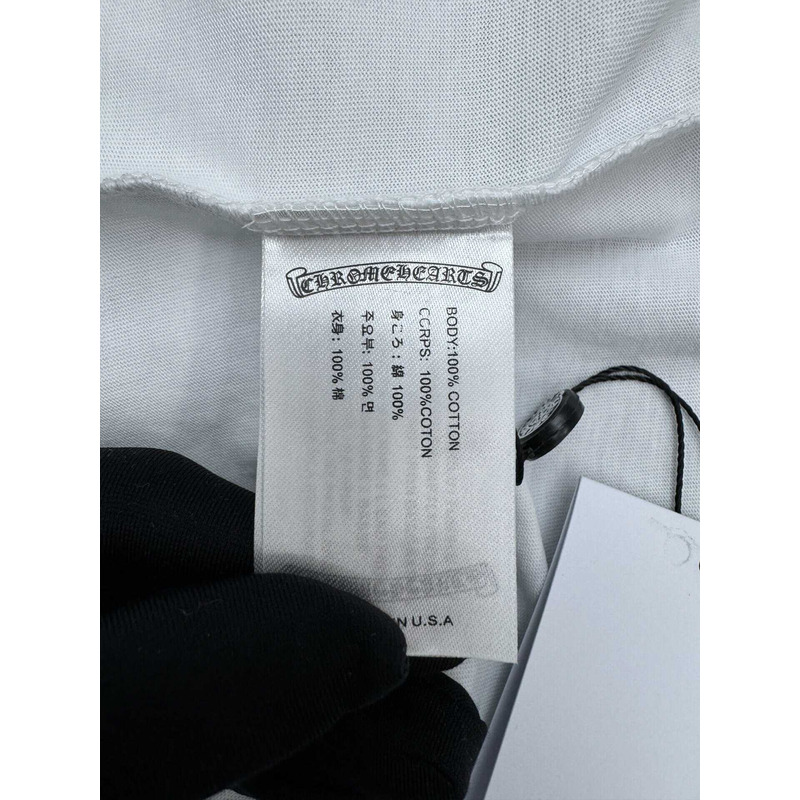 CHROMEHEARTS
BODY:100% COTTON
CCRPS: 100%COTON
身ごろ : 綿 100%
주요부: 100% 면
衣身: 100% 棉
IN U.S.A